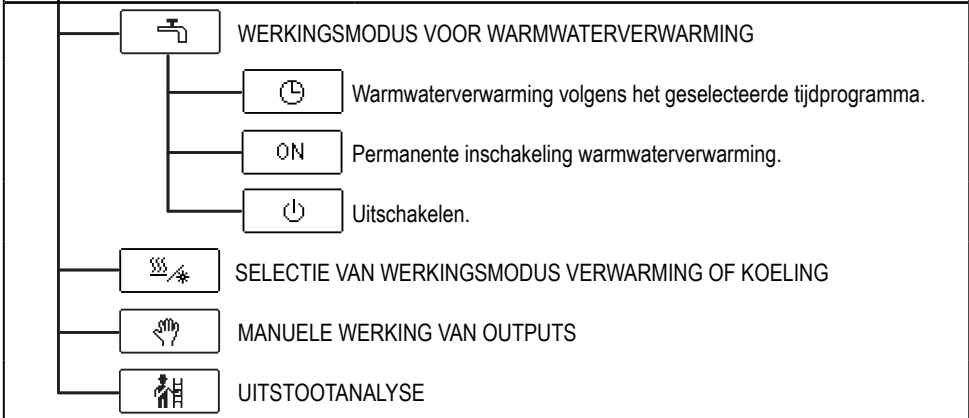 WERKINGSMODUS VOOR WARMWATERVERWARMING
Warmwaterverwarming volgens het geselecteerde tijdprogramma.
ON Permanente inschakeling warmwaterverwarming.
Uitschakelen.
SELECTIE VAN WERKINGSMODUS VERWARMING OF KOELING
MANUELE WERKING VAN OUTPUTS
UITSTOOTANALYSE